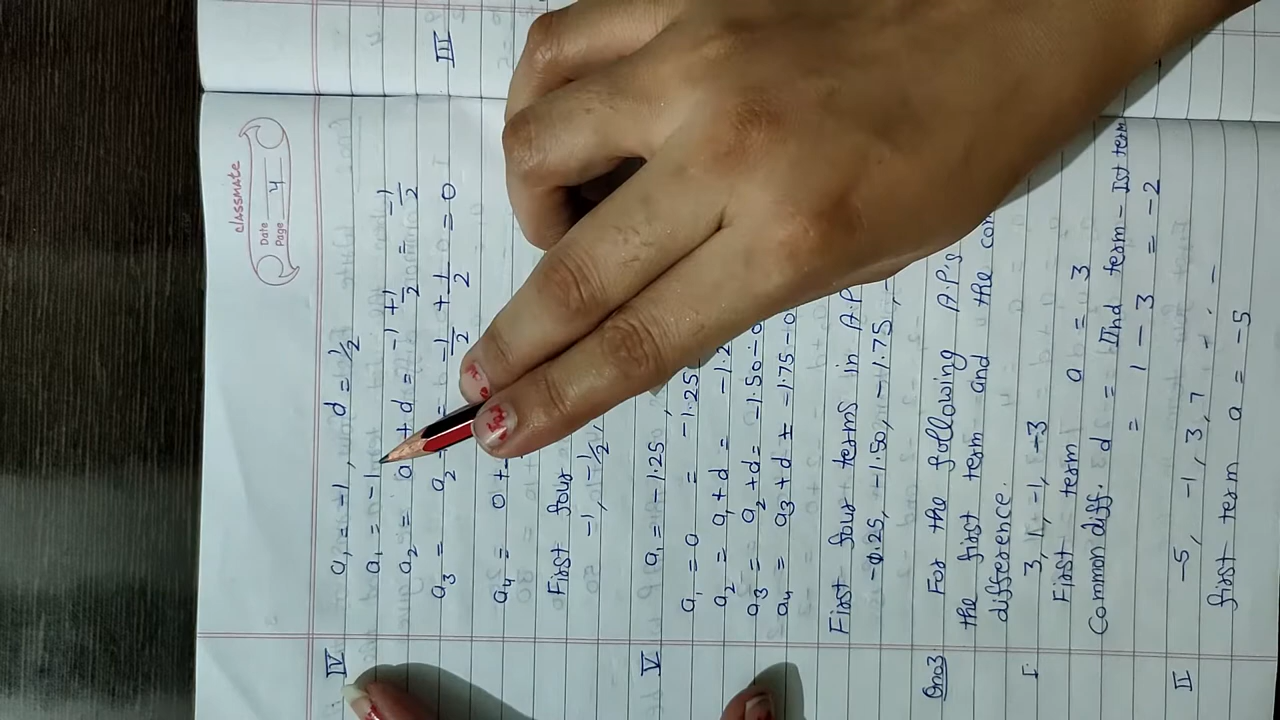 classmate
Date
Page 4
III
IV a₁ = -1, and d = 1/2
a₁ = -1
a₂ = a + d = -1 + 1/2 = -1/2
a₃ = a₂ -1/2 + 1/2 = 0
a₄ = 0 +
First four
-1, -1/2,
V a₁ = -1.25,
a₁ = a = -1.25
a₂ = a₁ + d = -1.2
a₃ = a₂ + d = -1.50 - 0
a₄ = a₃ + d = -1.75 - 0
First four terms in A.P
-1.25, -1.50, -1.75, -
Qno3 For the following A.P's
the first term and the com
difference.
I. 3, 1, -1, -3
First term a = 3
Common diff. d = IInd term - Ist term
= 1 - 3 = -2
II -5, -1, 3, 7 - - -
first term a = -5